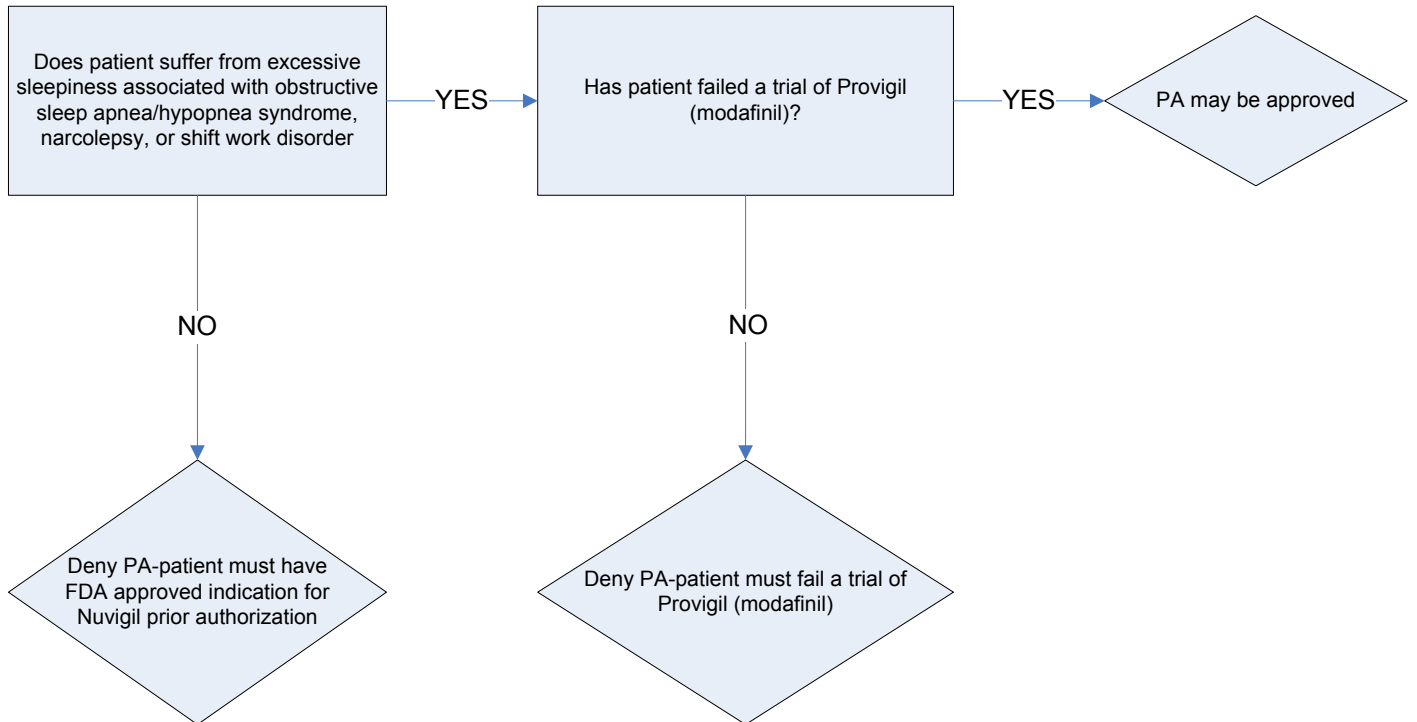 Does patient suffer from excessive
sleepiness associated with obstructive
sleep apnea/hypopnea syndrome,
narcolepsy, or shift work disorder
YES
Has patient failed a trial of Provigil
(modafinil)?
YES
PA may be approved
NO
NO
Deny PA-patient must have
FDA approved indication for
Nuvigil prior authorization
Deny PA-patient must fail a trial of
Provigil (modafinil)